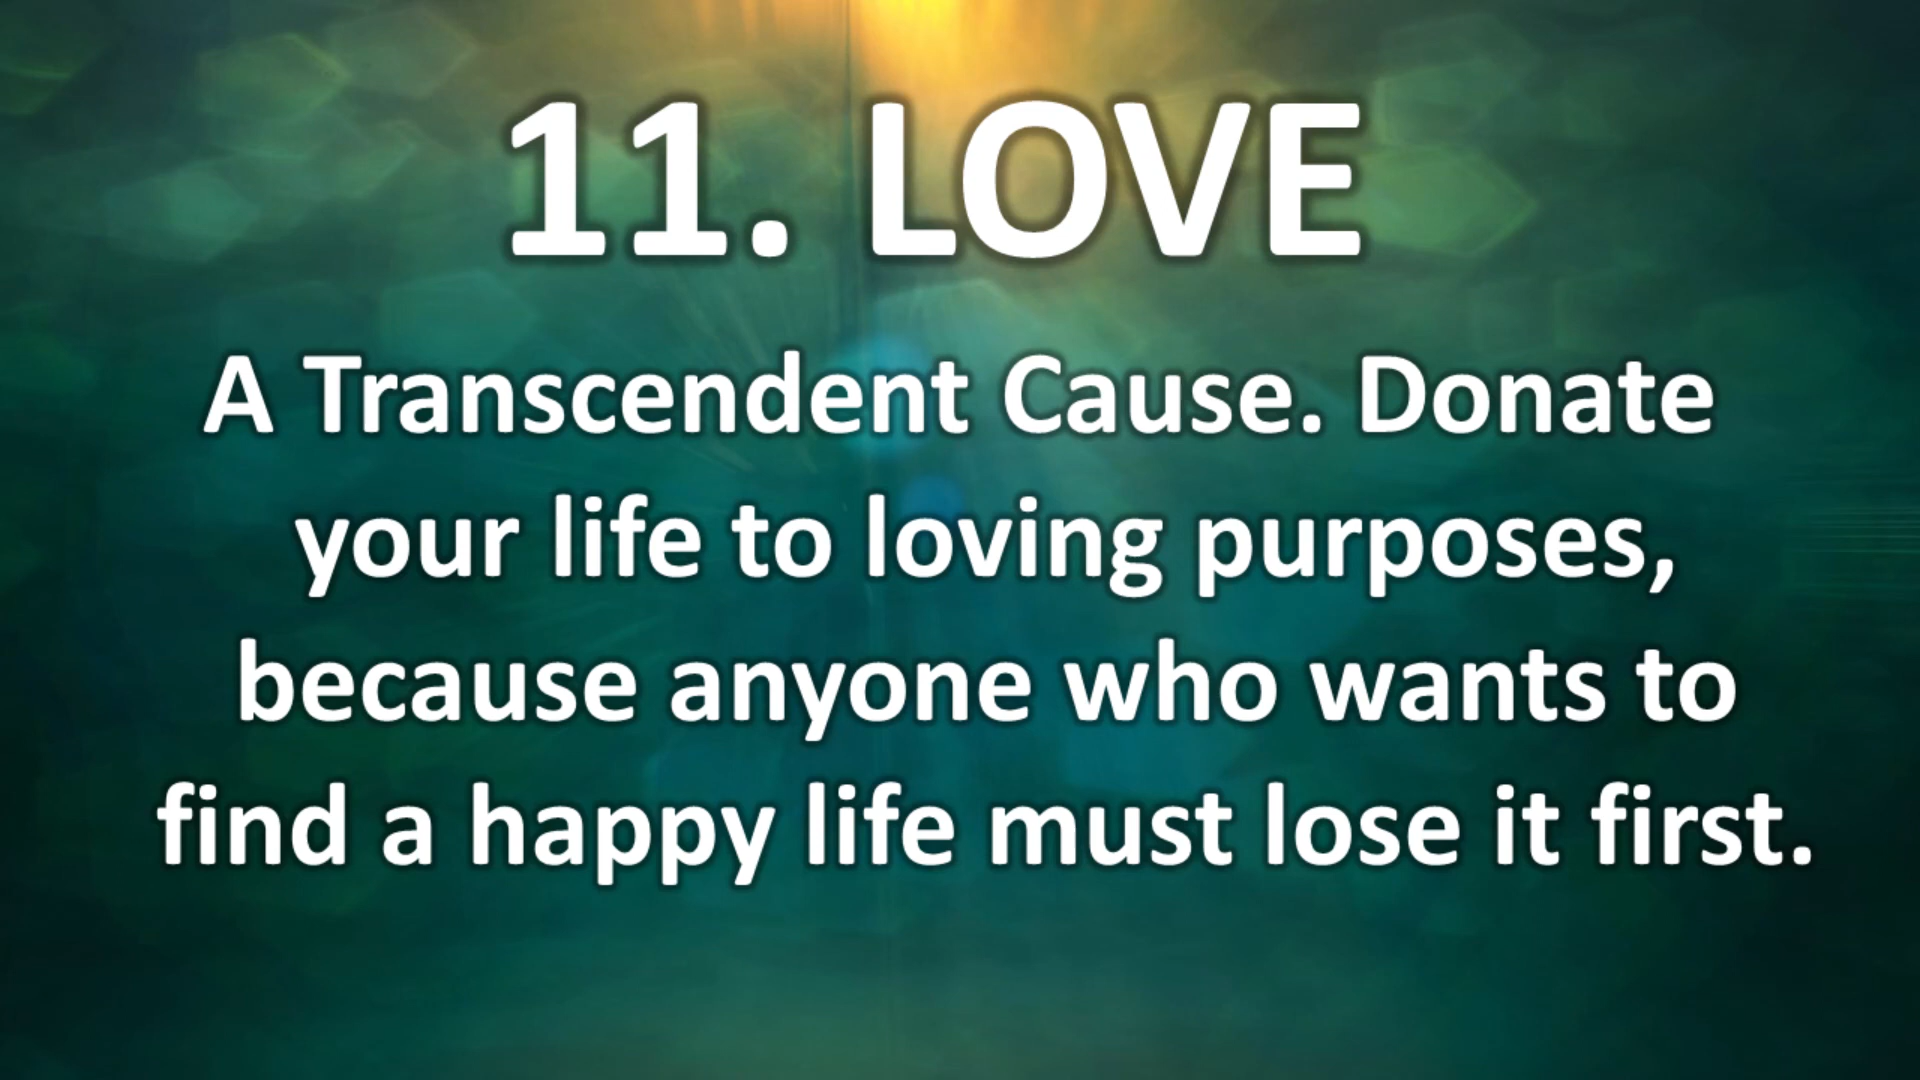 11. LOVE
A Transcendent Cause. Donate
your life to loving purposes,
because anyone who wants to
find a happy life must lose it first.